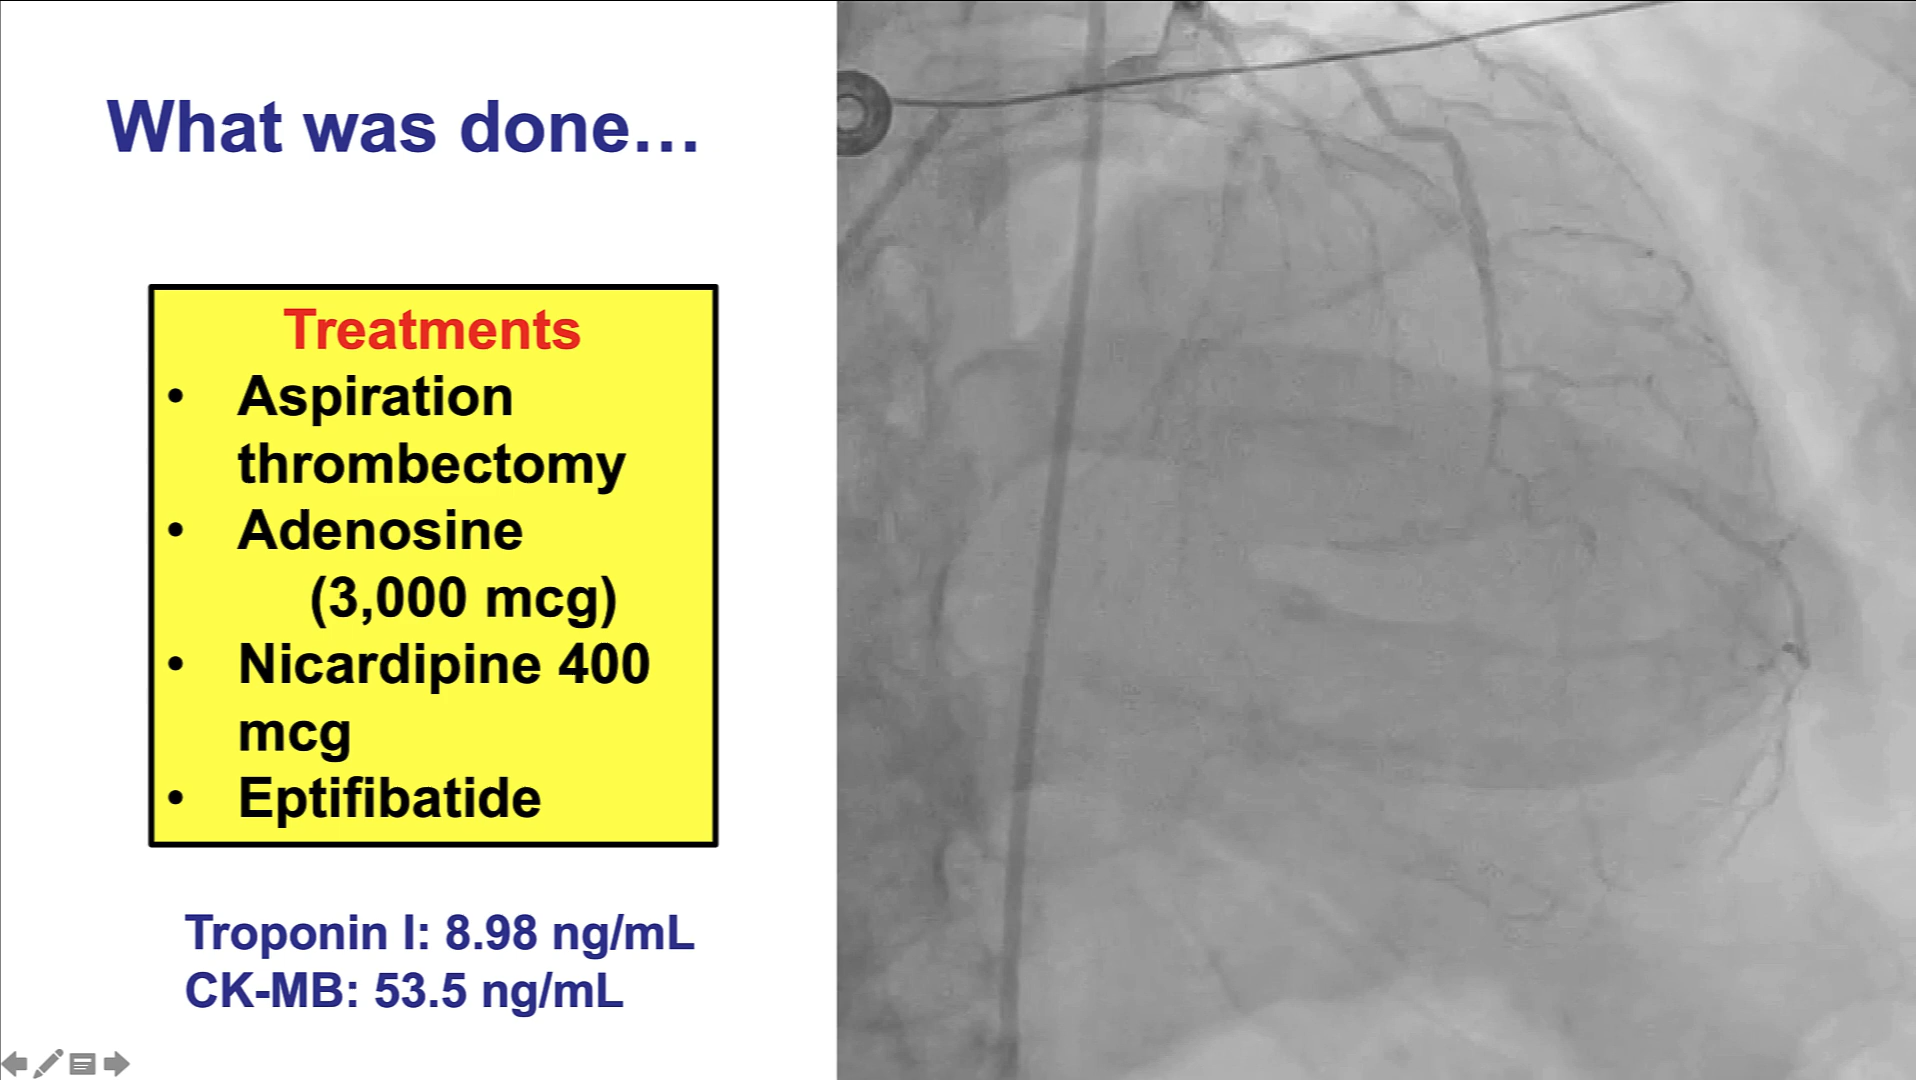 What was done…
Treatments
• Aspiration
thrombectomy
• Adenosine
(3,000 mcg)
• Nicardipine 400
mcg
• Eptifibatide
Troponin I: 8.98 ng/mL
CK-MB: 53.5 ng/mL